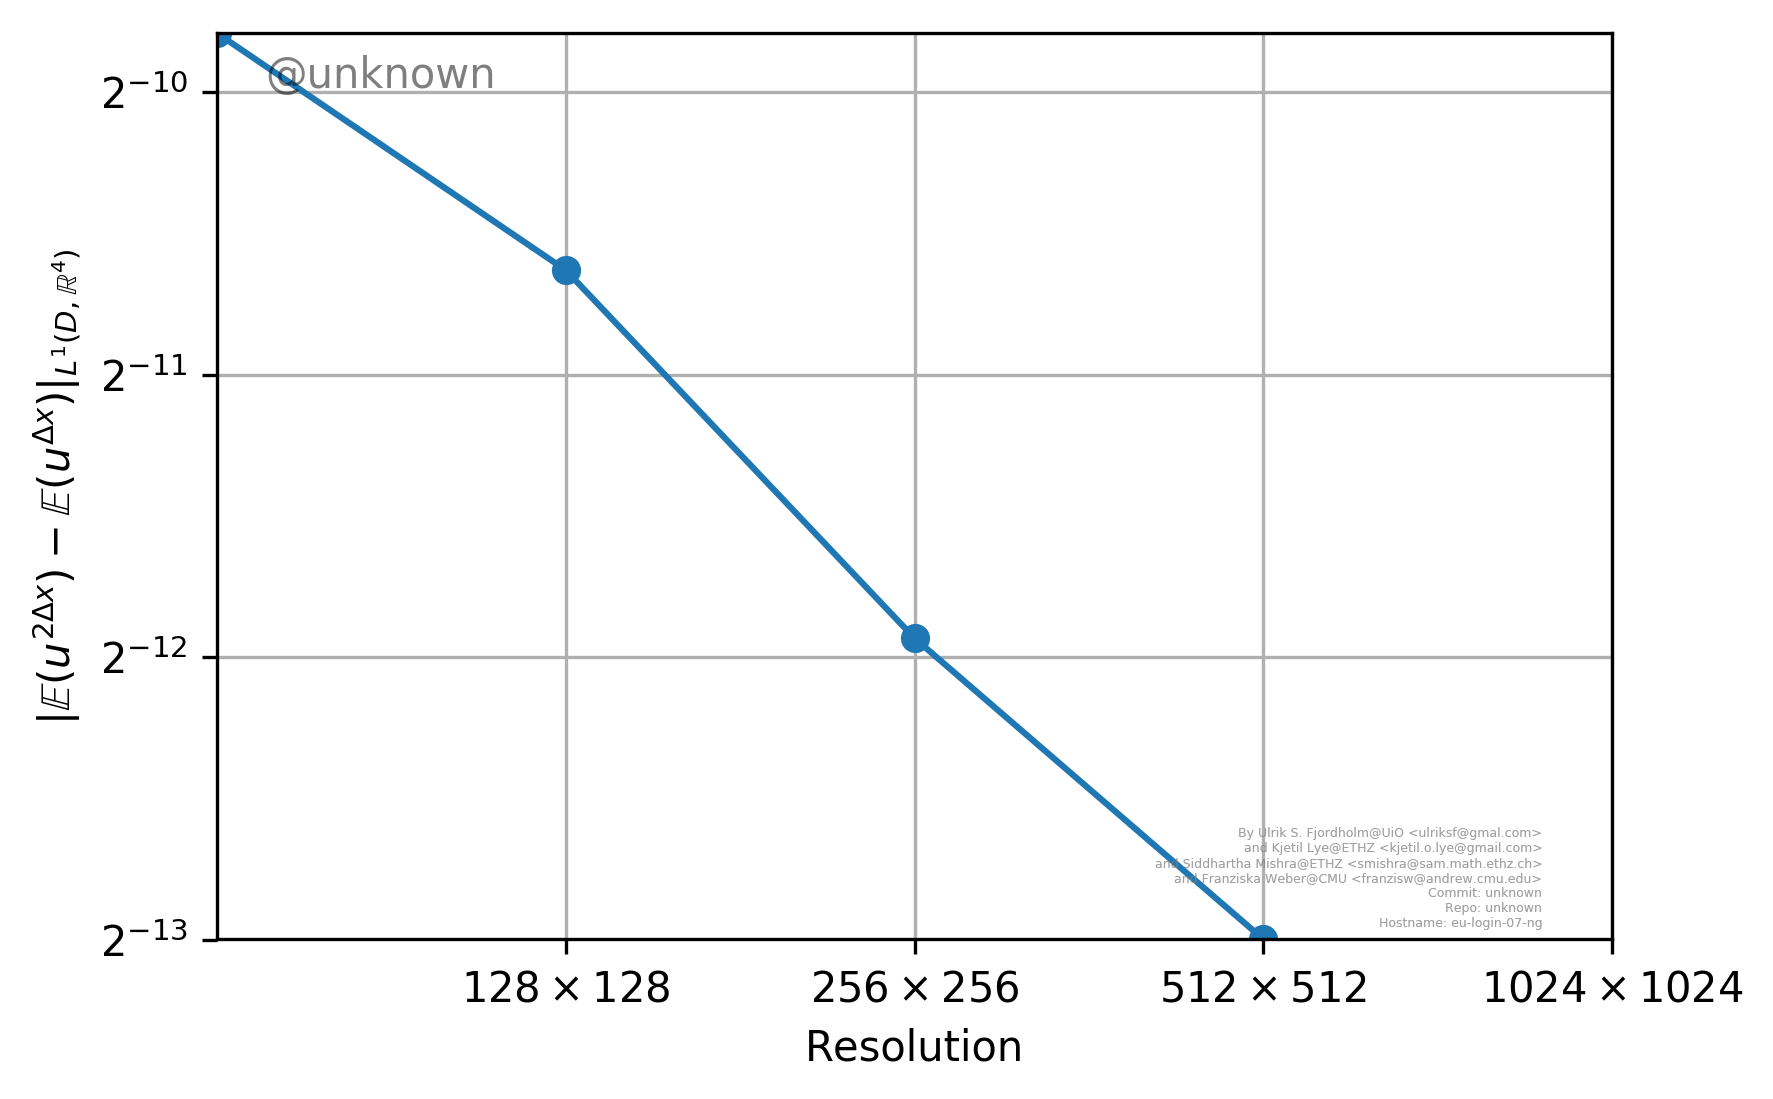 @unknown
2⁻¹⁰
2⁻¹¹
2⁻¹²
2⁻¹³
|𝔼(u^{2Δx}) − 𝔼(u^{Δx})|_{L¹(D, ℝ⁴)}
By Ulrik S. Fjordholm@UiO <ulriksf@gmal.com>
and Kjetil Lye@ETHZ <kjetil.o.lye@gmail.com>
and Siddhartha Mishra@ETHZ <smishra@sam.math.ethz.ch>
and Franziska Weber@CMU <franzisw@andrew.cmu.edu>
Commit: unknown
Repo: unknown
Hostname: eu-login-07-ng
128 × 128 256 × 256 512 × 512 1024 × 1024
Resolution